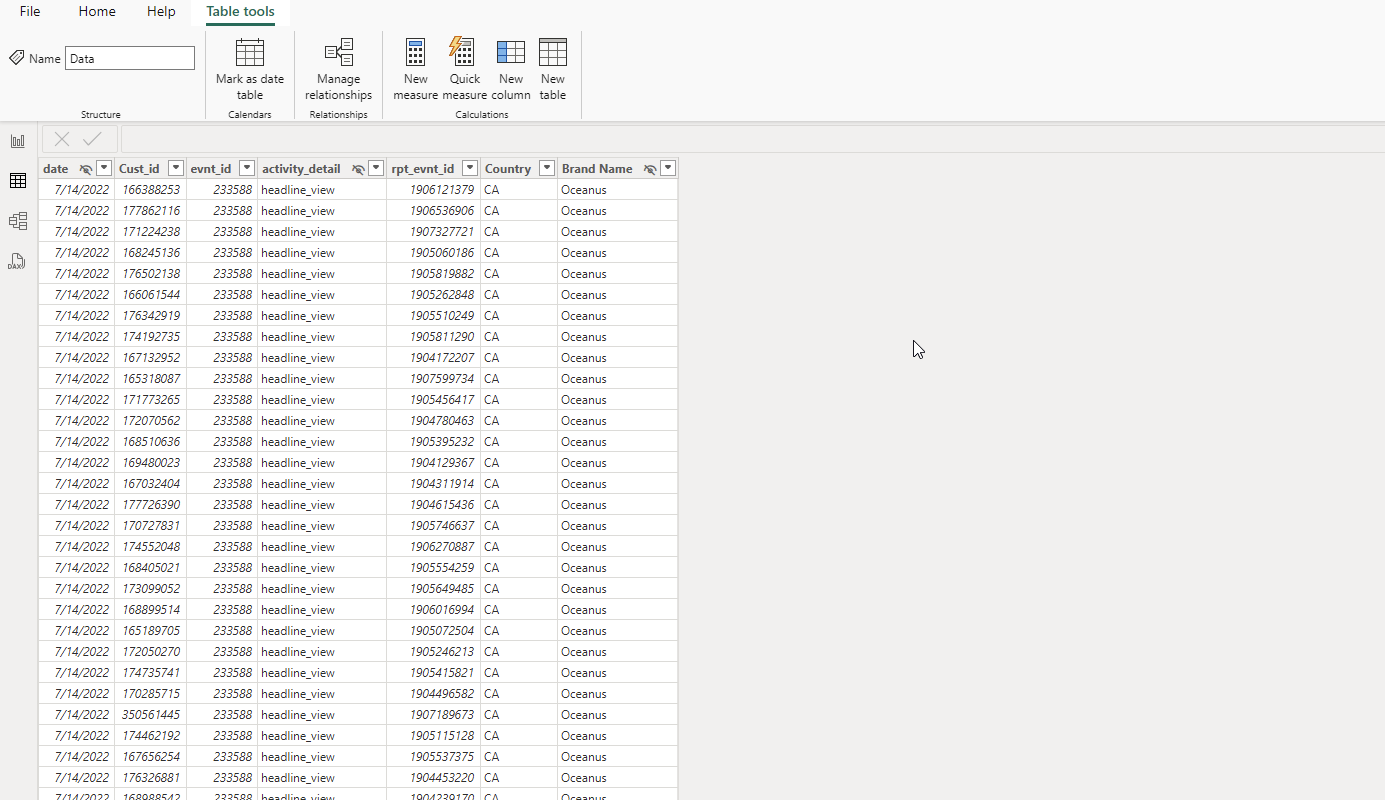 File Home Help Table tools
Name Data
Mark as date table
Manage relationships
New measure
Quick measure
New column
New table
Structure Calendars Relationships Calculations
DAX
date Cust_id evnt_id activity_detail rpt_evnt_id Country Brand Name
7/14/2022 166388253 233588 headline_view 1906121379 CA Oceanus
7/14/2022 177862116 233588 headline_view 1906536906 CA Oceanus
7/14/2022 171224238 233588 headline_view 1907327721 CA Oceanus
7/14/2022 168245136 233588 headline_view 1905060186 CA Oceanus
7/14/2022 176502138 233588 headline_view 1905819882 CA Oceanus
7/14/2022 166061544 233588 headline_view 1905262848 CA Oceanus
7/14/2022 176342919 233588 headline_view 1905510249 CA Oceanus
7/14/2022 174192735 233588 headline_view 1905811290 CA Oceanus
7/14/2022 167132952 233588 headline_view 1904172207 CA Oceanus
7/14/2022 165318087 233588 headline_view 1907599734 CA Oceanus
7/14/2022 171773265 233588 headline_view 1905456417 CA Oceanus
7/14/2022 172070562 233588 headline_view 1904780463 CA Oceanus
7/14/2022 168510636 233588 headline_view 1905395232 CA Oceanus
7/14/2022 169480023 233588 headline_view 1904129367 CA Oceanus
7/14/2022 167032404 233588 headline_view 1904311914 CA Oceanus
7/14/2022 177726390 233588 headline_view 1904615436 CA Oceanus
7/14/2022 170727831 233588 headline_view 1905746637 CA Oceanus
7/14/2022 174552048 233588 headline_view 1906270887 CA Oceanus
7/14/2022 168405021 233588 headline_view 1905554259 CA Oceanus
7/14/2022 173099052 233588 headline_view 1905649485 CA Oceanus
7/14/2022 168899514 233588 headline_view 1906016994 CA Oceanus
7/14/2022 165189705 233588 headline_view 1905072504 CA Oceanus
7/14/2022 172050270 233588 headline_view 1905246213 CA Oceanus
7/14/2022 174735741 233588 headline_view 1905415821 CA Oceanus
7/14/2022 170285715 233588 headline_view 1904496582 CA Oceanus
7/14/2022 350561445 233588 headline_view 1907189673 CA Oceanus
7/14/2022 174462192 233588 headline_view 1905115128 CA Oceanus
7/14/2022 167656254 233588 headline_view 1905537375 CA Oceanus
7/14/2022 176326881 233588 headline_view 1904453220 CA Oceanus
7/14/2022 168988542 233588 headline_view 1904239170 CA Oceanus